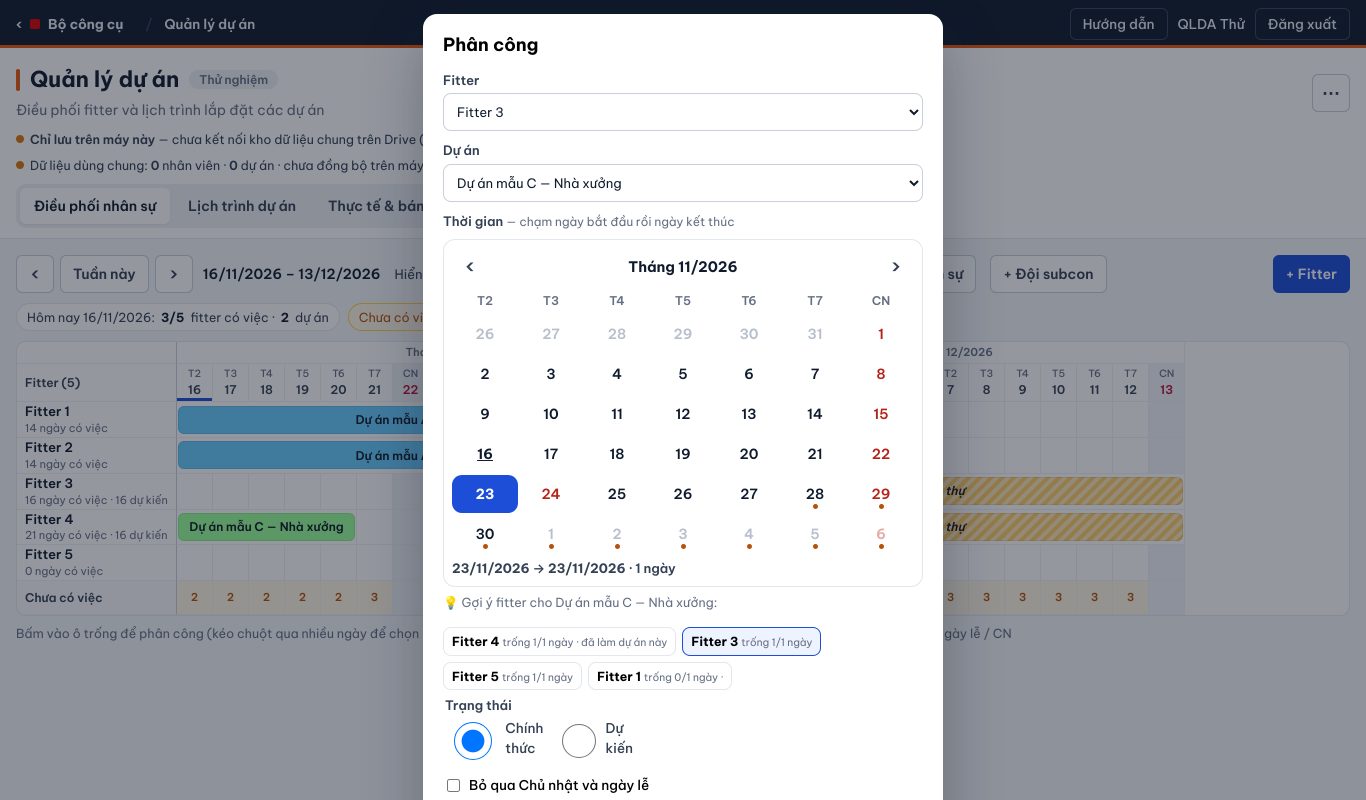 ‹ Bộ công cụ / Quản lý dự án Hướng dẫn QLDA Thử Đăng xuất
Quản lý dự án Thử nghiệm
Điều phối fitter và lịch trình lắp đặt các dự án
Chỉ lưu trên máy này — chưa kết nối kho dữ liệu chung trên Drive (
Dữ liệu dùng chung: 0 nhân viên · 0 dự án · chưa đồng bộ trên máy
Điều phối nhân sự Lịch trình dự án Thực tế & bán
‹ Tuần này › 16/11/2026 – 13/12/2026 Hiển sự + Đội subcon + Fitter
Hôm nay 16/11/2026: 3/5 fitter có việc · 2 dự án Chưa có vi
Fitter (5)
T2 T3 T4 T5 T6 T7 CN
16 17 18 19 20 21 22
12/2026
T2 T3 T4 T5 T6 T7 CN
7 8 9 10 11 12 13
Fitter 1
14 ngày có việc
Dự án mẫu
Fitter 2
14 ngày có việc
Dự án mẫu
Fitter 3
16 ngày có việc · 16 dự kiến
thự
Fitter 4
21 ngày có việc · 16 dự kiến
Dự án mẫu C — Nhà xưởng
thự
Fitter 5
0 ngày có việc
Chưa có việc 2 2 2 2 2 3 3 3 3 3 3 3
Bấm vào ô trống để phân công (kéo chuột qua nhiều ngày để chọn
gày lễ / CN
Phân công
Fitter
Fitter 3
Dự án
Dự án mẫu C — Nhà xưởng
Thời gian — chạm ngày bắt đầu rồi ngày kết thúc
‹ Tháng 11/2026 ›
T2 T3 T4 T5 T6 T7 CN
26 27 28 29 30 31 1
2 3 4 5 6 7 8
9 10 11 12 13 14 15
16 17 18 19 20 21 22
23 24 25 26 27 28 29
30 1 2 3 4 5 6
23/11/2026 → 23/11/2026 · 1 ngày
💡 Gợi ý fitter cho Dự án mẫu C — Nhà xưởng:
Fitter 4 trống 1/1 ngày · đã làm dự án này
Fitter 3 trống 1/1 ngày
Fitter 5 trống 1/1 ngày
Fitter 1 trống 0/1 ngày ·
Trạng thái
Chính thức
Dự kiến
Bỏ qua Chủ nhật và ngày lễ